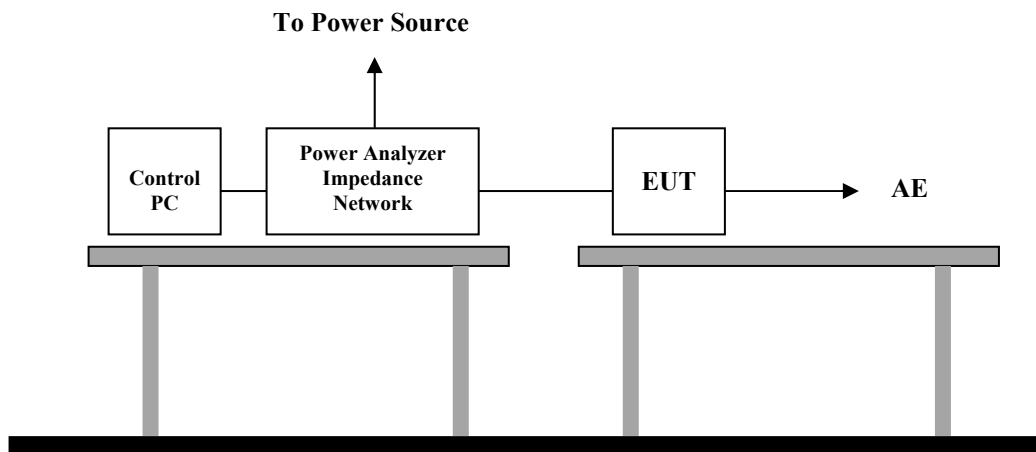 To Power Source
Control
PC
Power Analyzer
Impedance
Network
EUT
AE